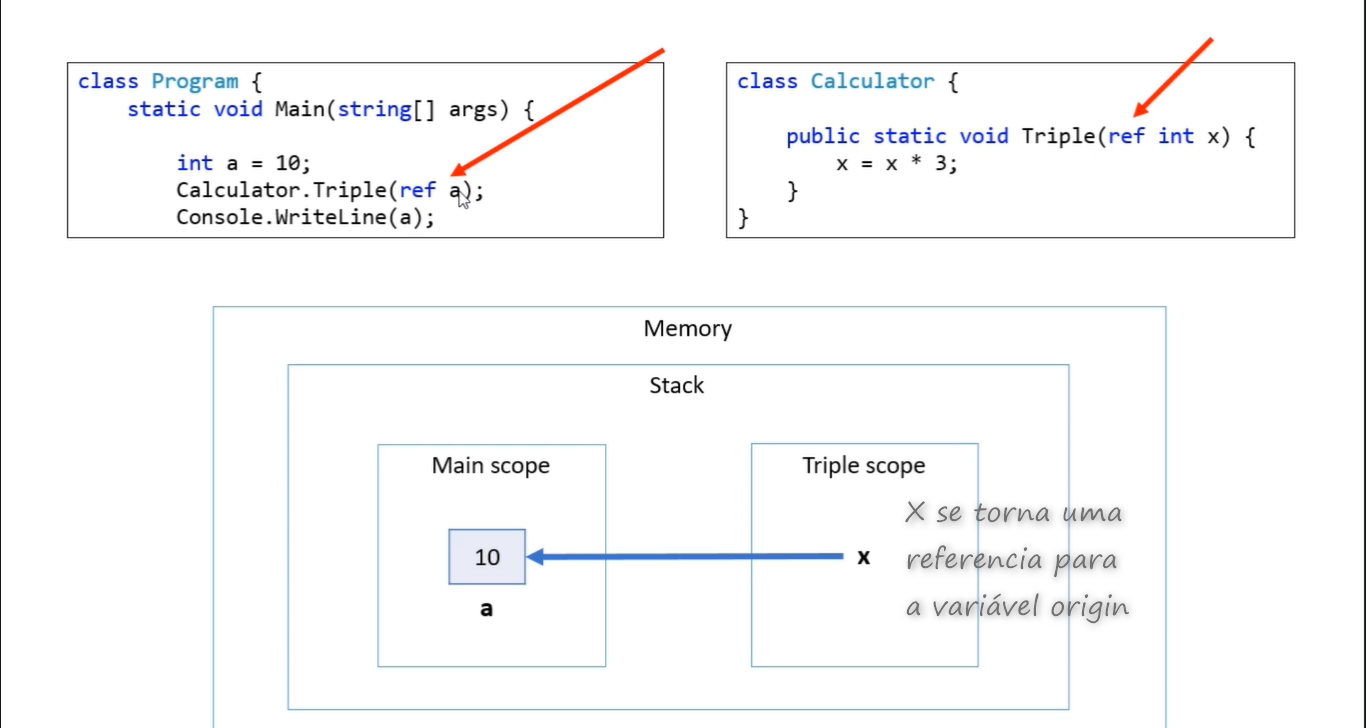 class Program {
static void Main(string[] args) {
int a = 10;
Calculator.Triple(ref a);
Console.WriteLine(a);
class Calculator {
public static void Triple(ref int x) {
x = x * 3;
}
}
Memory
Stack
Main scope
Triple scope
10
a
x
X se torna uma
referencia para
a variável origin